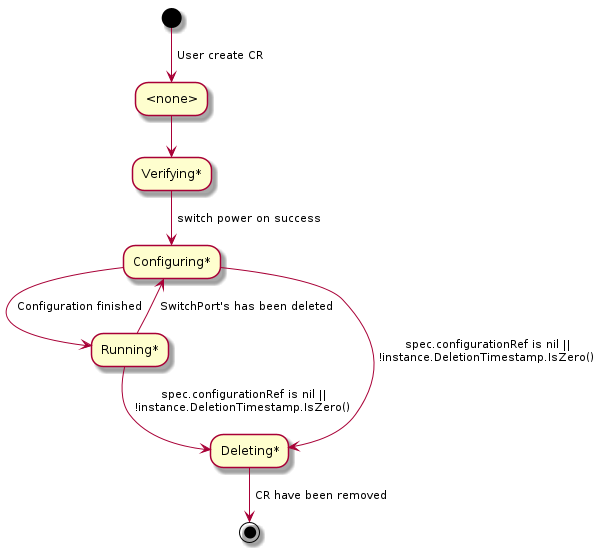 User create CR
<none>
Verifying*
switch power on success
Configuring*
Configuration finished
SwitchPort's has been deleted
spec.configurationRef is nil ||
!instance.DeletionTimestamp.IsZero()
Running*
spec.configurationRef is nil ||
!instance.DeletionTimestamp.IsZero()
Deleting*
CR have been removed